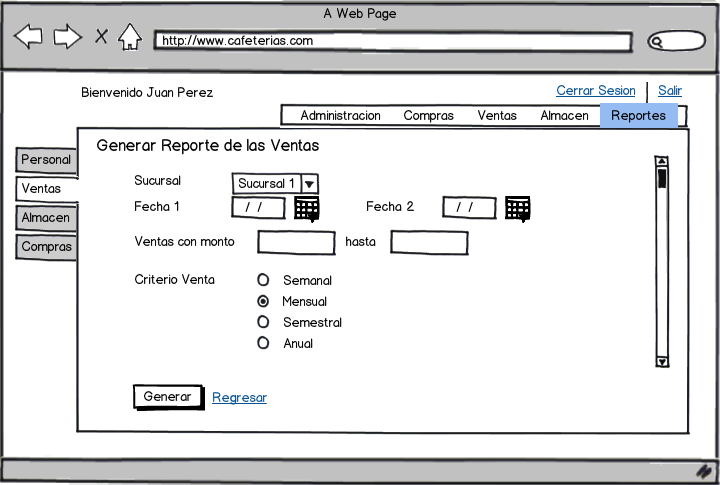 A Web Page
http://www.cafeterias.com
Bienvenido Juan Perez
Cerrar Sesion
Salir
Administracion Compras Ventas Almacen Reportes
Personal
Ventas
Almacen
Compras
Generar Reporte de las Ventas
Sucursal Sucursal 1
Fecha 1 / / Fecha 2 / /
Ventas con monto hasta
Criterio Venta Semanal
Mensual
Semestral
Anual
Generar Regresar